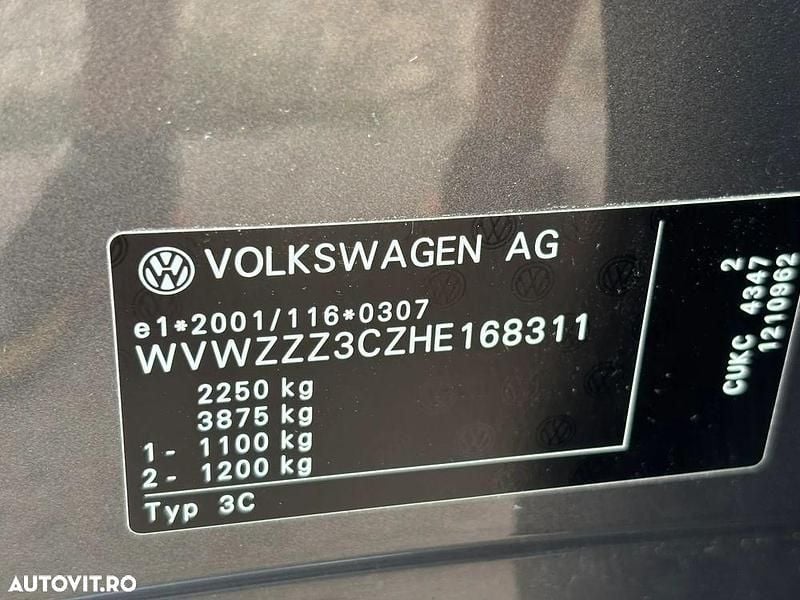 VOLKSWAGEN AG
e1*2001/116*0307
WVWZZZ3CZHE168311
2250 kg
3875 kg
1- 1100 kg
2- 1200 kg
Typ 3C
2
CUKC 4347
1210962
AUTOVIT.RO